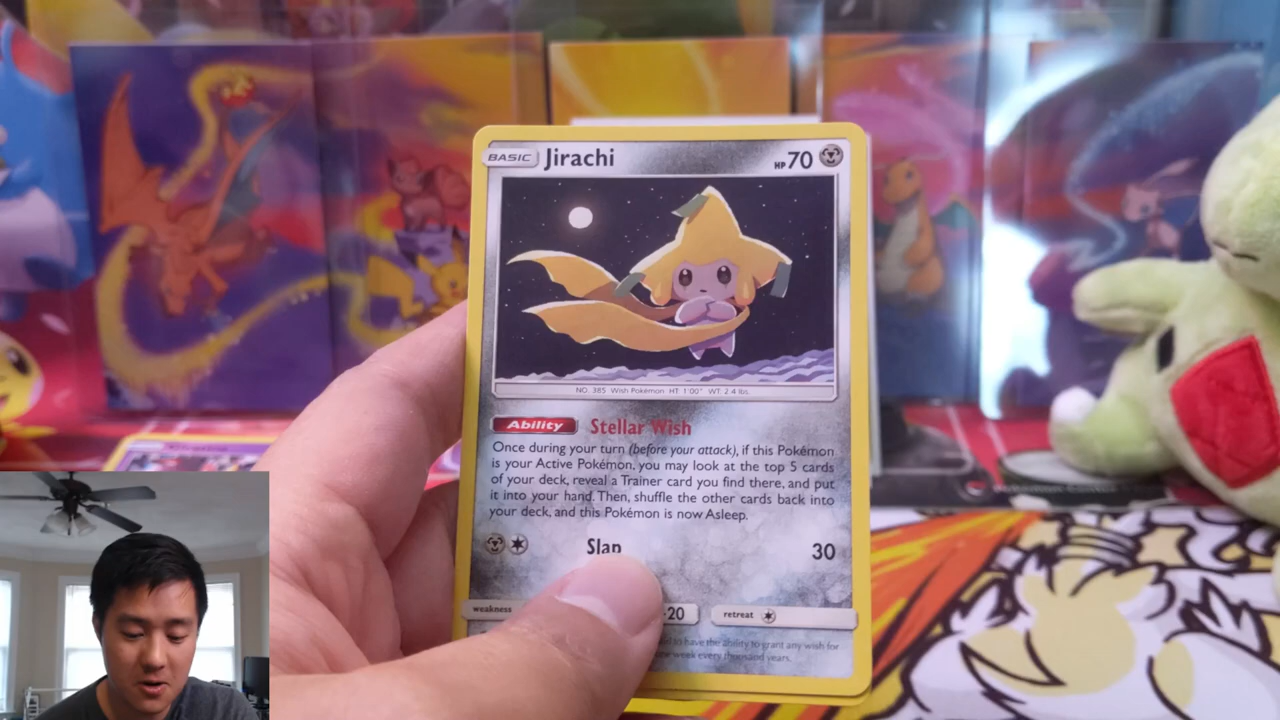 BASIC Jirachi HP 70
NO. 385 Wish Pokémon HT: 1'00" WT: 2.4 lbs.
Ability Stellar Wish
Once during your turn (before your attack), if this Pokémon
is your Active Pokémon, you may look at the top 5 cards
of your deck, reveal a Trainer card you find there, and put
it into your hand. Then, shuffle the other cards back into
your deck, and this Pokémon is now Asleep.
Slap 30
weakness -20 retreat
to have the ability to grant any wish for
one week every thousand years.